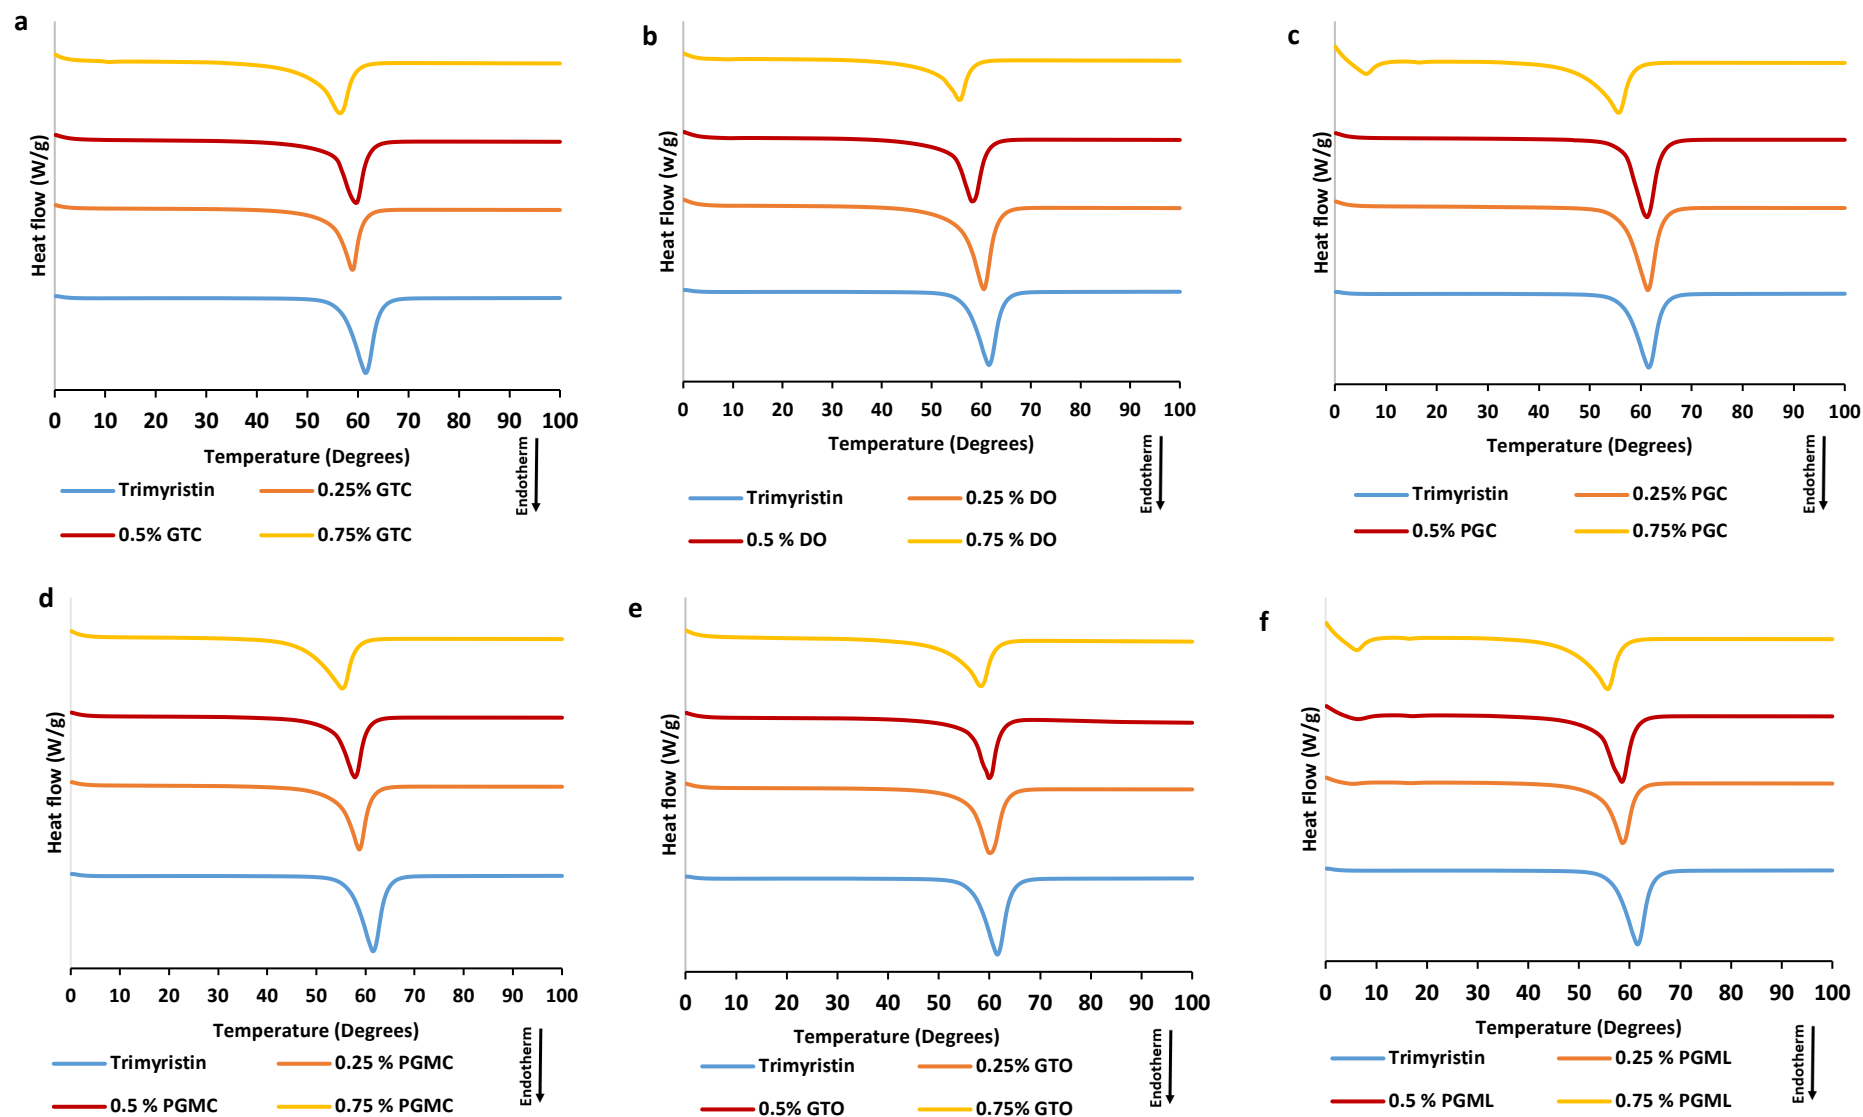 a
Heat flow (W/g)
0 10 20 30 40 50 60 70 80 90 100
Temperature (Degrees)
Endotherm
Trimyristin 0.25% GTC
0.5% GTC 0.75% GTC
b
Heat Flow (w/g)
0 10 20 30 40 50 60 70 80 90 100
Temperature (Degrees)
Endotherm
Trimyristin 0.25 % DO
0.5 % DO 0.75 % DO
c
Heat flow (W/g)
0 10 20 30 40 50 60 70 80 90 100
Temperature (Degrees)
Endotherm
Trimyristin 0.25% PGC
0.5% PGC 0.75% PGC
d
Heat flow (W/g)
0 10 20 30 40 50 60 70 80 90 100
Temperature (Degrees)
Endotherm
Trimyristin 0.25 % PGMC
0.5 % PGMC 0.75 % PGMC
e
Heat flow (W/g)
0 10 20 30 40 50 60 70 80 90 100
Temperature (Degrees)
Endotherm
Trimyristin 0.25% GTO
0.5% GTO 0.75% GTO
f
Heat Flow (W/g)
0 10 20 30 40 50 60 70 80 90 100
Temperature (Degrees)
Endotherm
Trimyristin 0.25 % PGML
0.5 % PGML 0.75 % PGML